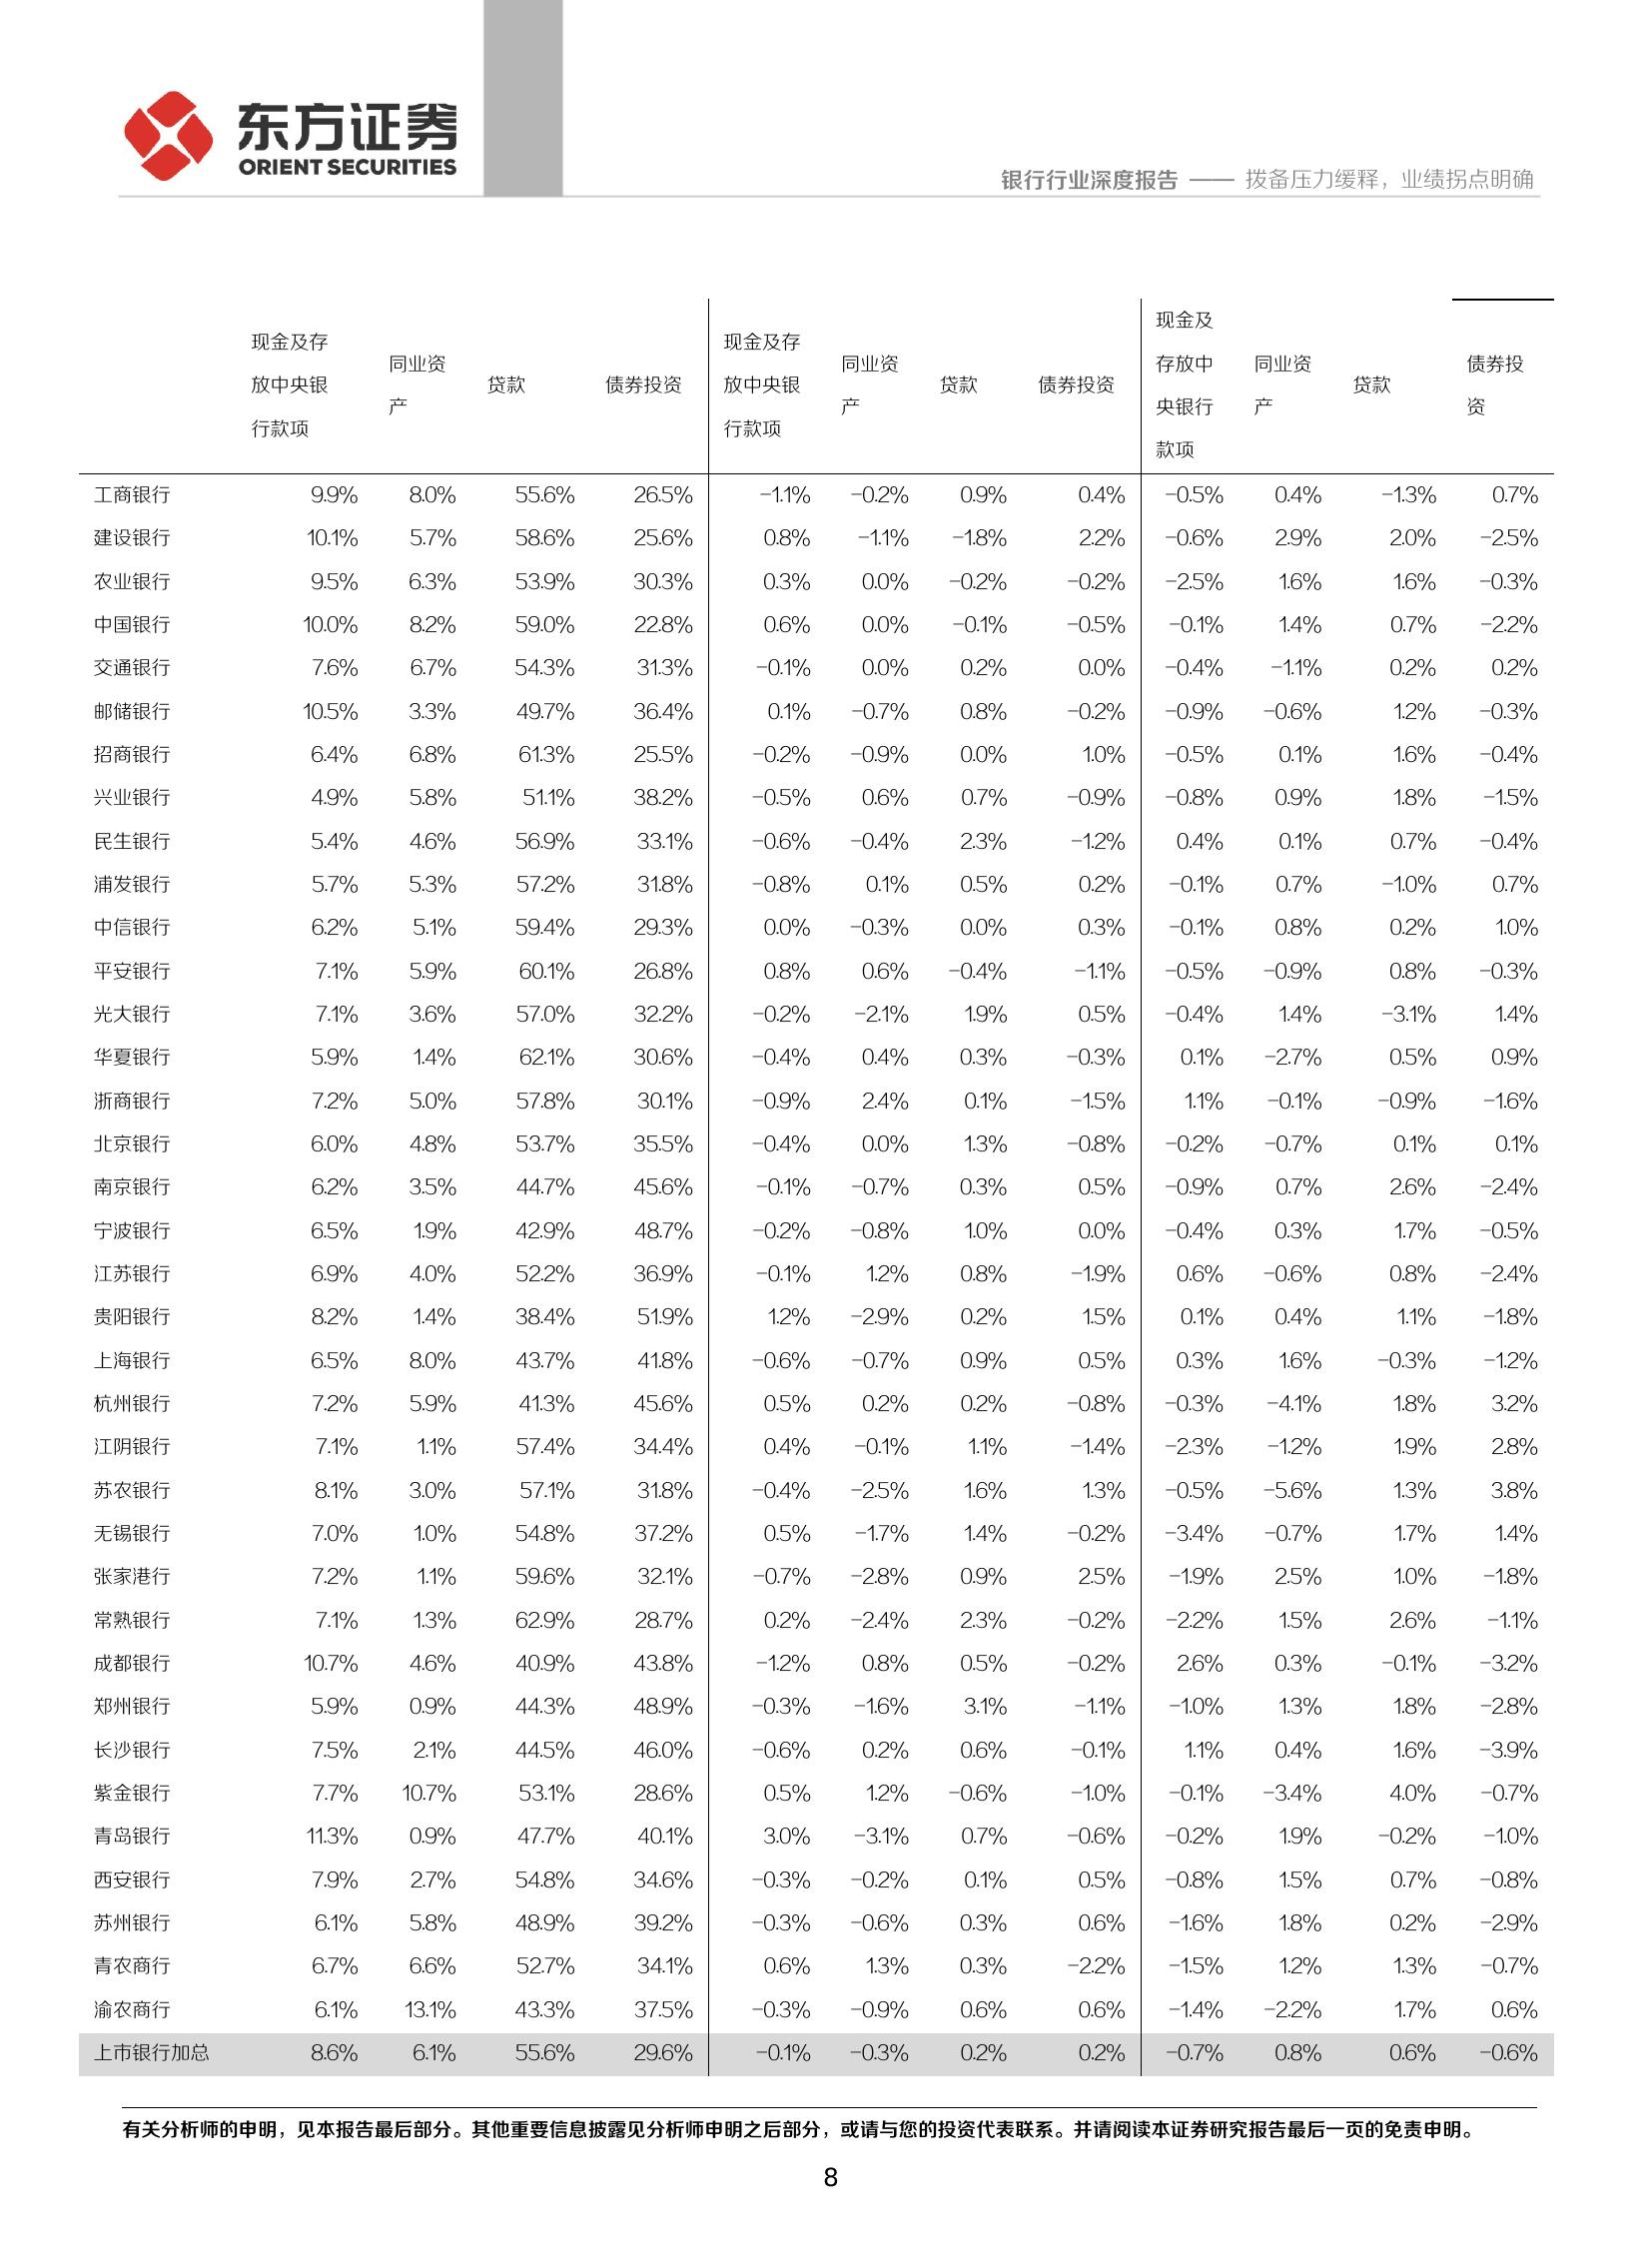 东方证券
ORIENT SECURITIES
银行行业深度报告 —— 拨备压力缓释，业绩拐点明确
现金及存放中央银行款项 同业资产 贷款 债券投资 现金及存放中央银行款项 同业资产 贷款 债券投资 现金及存放中央银行款项 同业资产 贷款 债券投资
工商银行 9.9% 8.0% 55.6% 26.5% -1.1% -0.2% 0.9% 0.4% -0.5% 0.4% -1.3% 0.7%
建设银行 10.1% 5.7% 58.6% 25.6% 0.8% -1.1% -1.8% 2.2% -0.6% 2.9% 2.0% -2.5%
农业银行 9.5% 6.3% 53.9% 30.3% 0.3% 0.0% -0.2% -0.2% -2.5% 1.6% 1.6% -0.3%
中国银行 10.0% 8.2% 59.0% 22.8% 0.6% 0.0% -0.1% -0.5% -0.1% 1.4% 0.7% -2.2%
交通银行 7.6% 6.7% 54.3% 31.3% -0.1% 0.0% 0.2% 0.0% -0.4% -1.1% 0.2% 0.2%
邮储银行 10.5% 3.3% 49.7% 36.4% 0.1% -0.7% 0.8% -0.2% -0.9% -0.6% 1.2% -0.3%
招商银行 6.4% 6.8% 61.3% 25.5% -0.2% -0.9% 0.0% 1.0% -0.5% 0.1% 1.6% -0.4%
兴业银行 4.9% 5.8% 51.1% 38.2% -0.5% 0.6% 0.7% -0.9% -0.8% 0.9% 1.8% -1.5%
民生银行 5.4% 4.6% 56.9% 33.1% -0.6% -0.4% 2.3% -1.2% 0.4% 0.1% 0.7% -0.4%
浦发银行 5.7% 5.3% 57.2% 31.8% -0.8% 0.1% 0.5% 0.2% -0.1% 0.7% -1.0% 0.7%
中信银行 6.2% 5.1% 59.4% 29.3% 0.0% -0.3% 0.0% 0.3% -0.1% 0.8% 0.2% 1.0%
平安银行 7.1% 5.9% 60.1% 26.8% 0.8% 0.6% -0.4% -1.1% -0.5% -0.9% 0.8% -0.3%
光大银行 7.1% 3.6% 57.0% 32.2% -0.2% -2.1% 1.9% 0.5% -0.4% 1.4% -3.1% 1.4%
华夏银行 5.9% 1.4% 62.1% 30.6% -0.4% 0.4% 0.3% -0.3% 0.1% -2.7% 0.5% 0.9%
浙商银行 7.2% 5.0% 57.8% 30.1% -0.9% 2.4% 0.1% -1.5% 1.1% -0.1% -0.9% -1.6%
北京银行 6.0% 4.8% 53.7% 35.5% -0.4% 0.0% 1.3% -0.8% -0.2% -0.7% 0.1% 0.1%
南京银行 6.2% 3.5% 44.7% 45.6% -0.1% -0.7% 0.3% 0.5% -0.9% 0.7% 2.6% -2.4%
宁波银行 6.5% 1.9% 42.9% 48.7% -0.2% -0.8% 1.0% 0.0% -0.4% 0.3% 1.7% -0.5%
江苏银行 6.9% 4.0% 52.2% 36.9% -0.1% 1.2% 0.8% -1.9% 0.6% -0.6% 0.8% -2.4%
贵阳银行 8.2% 1.4% 38.4% 51.9% 1.2% -2.9% 0.2% 1.5% 0.1% 0.4% 1.1% -1.8%
上海银行 6.5% 8.0% 43.7% 41.8% -0.6% -0.7% 0.9% 0.5% 0.3% 1.6% -0.3% -1.2%
杭州银行 7.2% 5.9% 41.3% 45.6% 0.5% 0.2% 0.2% -0.8% -0.3% -4.1% 1.8% 3.2%
江阴银行 7.1% 1.1% 57.4% 34.4% 0.4% -0.1% 1.1% -1.4% -2.3% -1.2% 1.9% 2.8%
苏农银行 8.1% 3.0% 57.1% 31.8% -0.4% -2.5% 1.6% 1.3% -0.5% -5.6% 1.3% 3.8%
无锡银行 7.0% 1.0% 54.8% 37.2% 0.5% -1.7% 1.4% -0.2% -3.4% -0.7% 1.7% 1.4%
张家港行 7.2% 1.1% 59.6% 32.1% -0.7% -2.8% 0.9% 2.5% -1.9% 2.5% 1.0% -1.8%
常熟银行 7.1% 1.3% 62.9% 28.7% 0.2% -2.4% 2.3% -0.2% -2.2% 1.5% 2.6% -1.1%
成都银行 10.7% 4.6% 40.9% 43.8% -1.2% 0.8% 0.5% -0.2% 2.6% 0.3% -0.1% -3.2%
郑州银行 5.9% 0.9% 44.3% 48.9% -0.3% -1.6% 3.1% -1.1% -1.0% 1.3% 1.8% -2.8%
长沙银行 7.5% 2.1% 44.5% 46.0% -0.6% 0.2% 0.6% -0.1% 1.1% 0.4% 1.6% -3.9%
紫金银行 7.7% 10.7% 53.1% 28.6% 0.5% 1.2% -0.6% -1.0% -0.1% -3.4% 4.0% -0.7%
青岛银行 11.3% 0.9% 47.7% 40.1% 3.0% -3.1% 0.7% -0.6% -0.2% 1.9% -0.2% -1.0%
西安银行 7.9% 2.7% 54.8% 34.6% -0.3% -0.2% 0.1% 0.5% -0.8% 1.5% 0.7% -0.8%
苏州银行 6.1% 5.8% 48.9% 39.2% -0.3% -0.6% 0.3% 0.6% -1.6% 1.8% 0.2% -2.9%
青农商行 6.7% 6.6% 52.7% 34.1% 0.6% 1.3% 0.3% -2.2% -1.5% 1.2% 1.3% -0.7%
渝农商行 6.1% 13.1% 43.3% 37.5% -0.3% -0.9% 0.6% 0.6% -1.4% -2.2% 1.7% 0.6%
上市银行加总 8.6% 6.1% 55.6% 29.6% -0.1% -0.3% 0.2% 0.2% -0.7% 0.8% 0.6% -0.6%
有关分析师的申明，见本报告最后部分。其他重要信息披露见分析师申明之后部分，或请与您的投资代表联系。并请阅读本证券研究报告最后一页的免责申明。
8